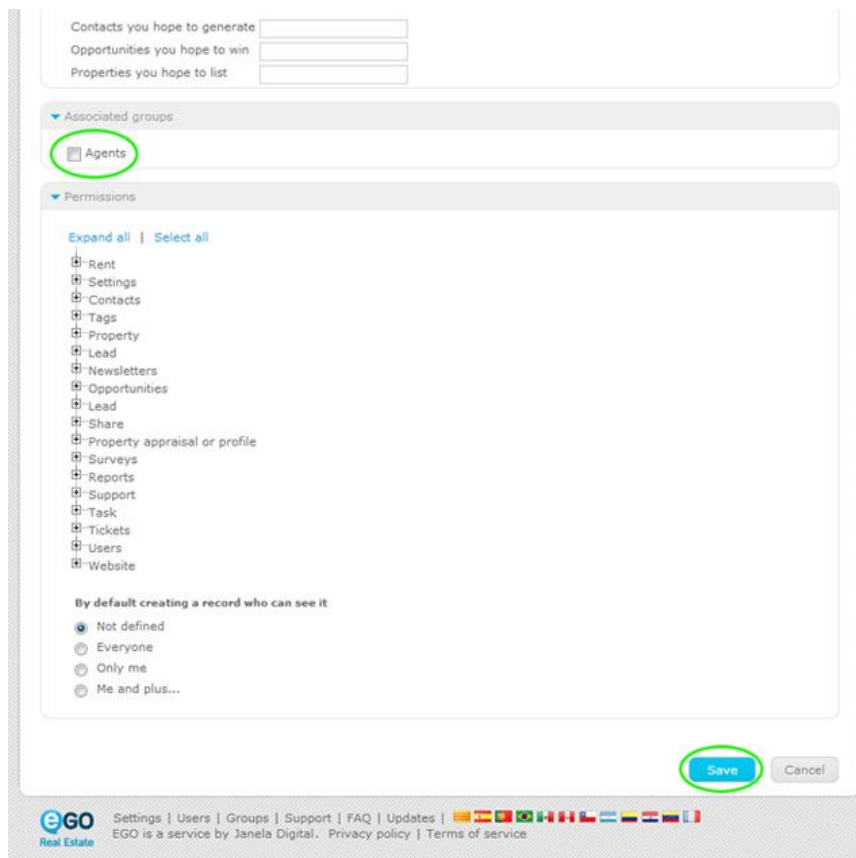 Contacts you hope to generate
Opportunities you hope to win
Properties you hope to list
Associated groups
Agents
Permissions
Expand all | Select all
Rent
Settings
Contacts
Tags
Property
Lead
Newsletters
Opportunities
Lead
Share
Property appraisal or profile
Surveys
Reports
Support
Task
Tickets
Users
Website
By default creating a record who can see it
Not defined
Everyone
Only me
Me and plus...
Save Cancel
eGO Real Estate
Settings | Users | Groups | Support | FAQ | Updates |
EGO is a service by Janela Digital. Privacy policy | Terms of service